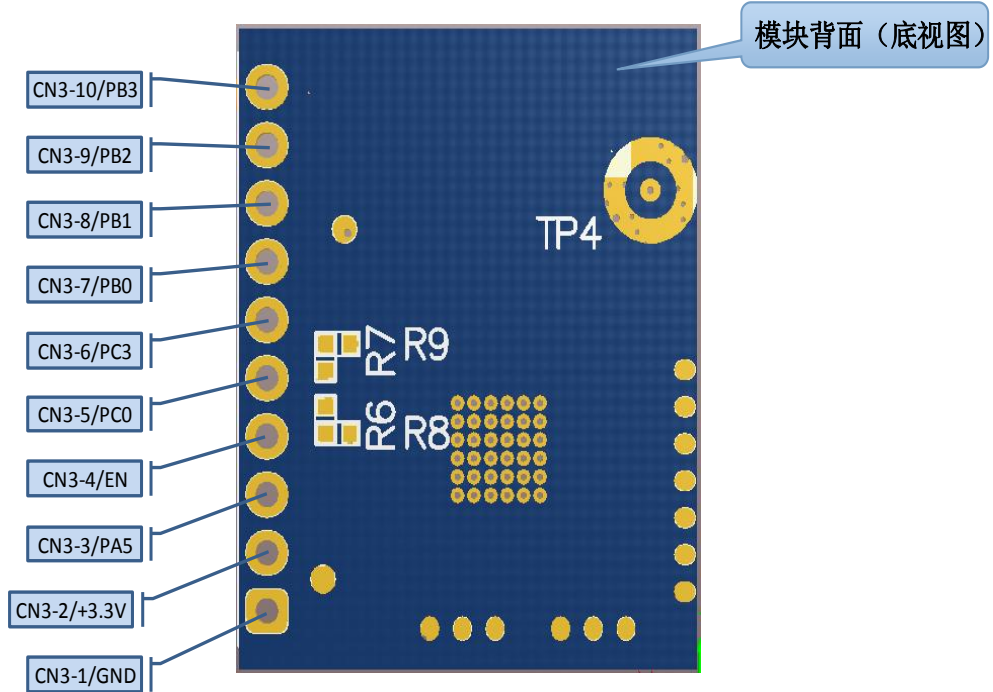 模块背面（底视图）
CN3-10/PB3
CN3-9/PB2
CN3-8/PB1
CN3-7/PB0
CN3-6/PC3
CN3-5/PC0
CN3-4/EN
CN3-3/PA5
CN3-2/+3.3V
CN3-1/GND
TP4
R7
R9
R6
R8